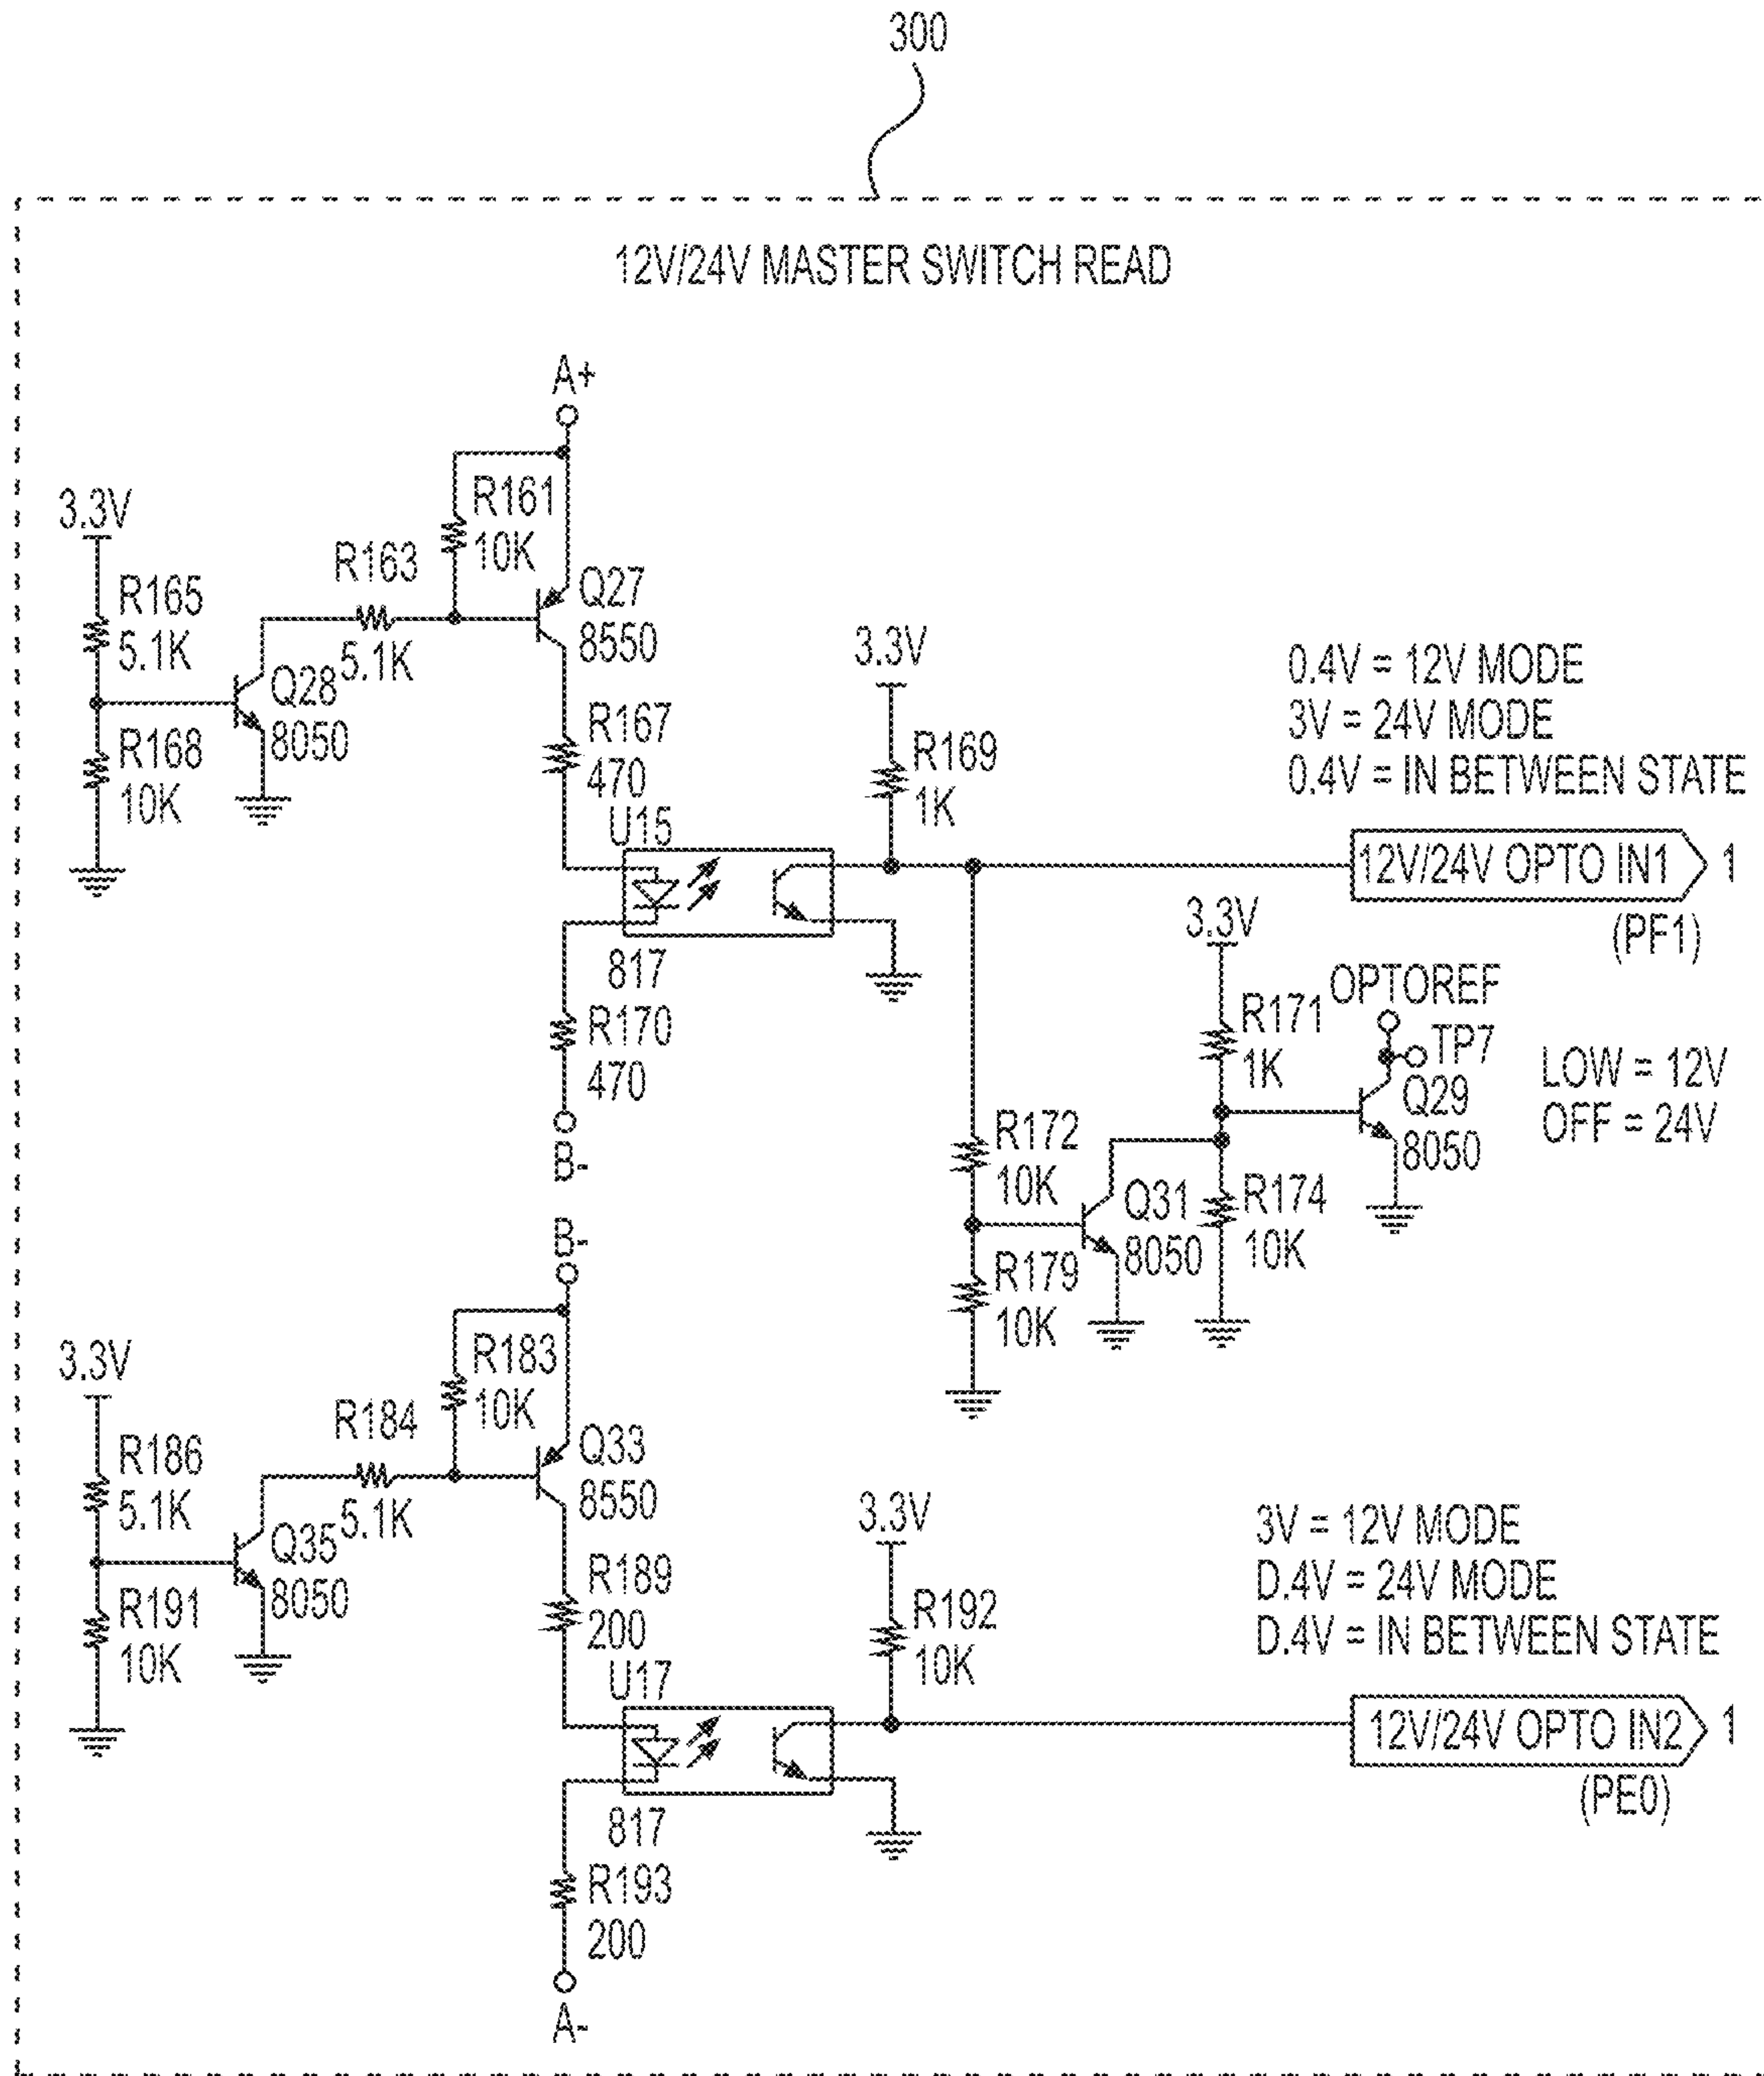 300
12V/24V MASTER SWITCH READ
A+
3.3V
R161
10K
R163
5.1K
Q27
8550
R165
5.1K
Q28
8050
R168
10K
R167
470
3.3V
R169
1K
0.4V = 12V MODE
3V = 24V MODE
0.4V = IN BETWEEN STATE
U15
817
12V/24V OPTO IN1
1
(PF1)
R170
470
B-
3.3V
OPTOREF
R171
1K
TP7
Q29
8050
LOW = 12V
OFF = 24V
R172
10K
Q31
8050
R174
10K
R179
10K
B-
3.3V
R183
10K
R184
5.1K
Q33
8550
R186
5.1K
Q35
8050
R191
10K
R189
200
3.3V
R192
10K
3V = 12V MODE
D.4V = 24V MODE
D.4V = IN BETWEEN STATE
U17
817
12V/24V OPTO IN2
1
(PE0)
R193
200
A-